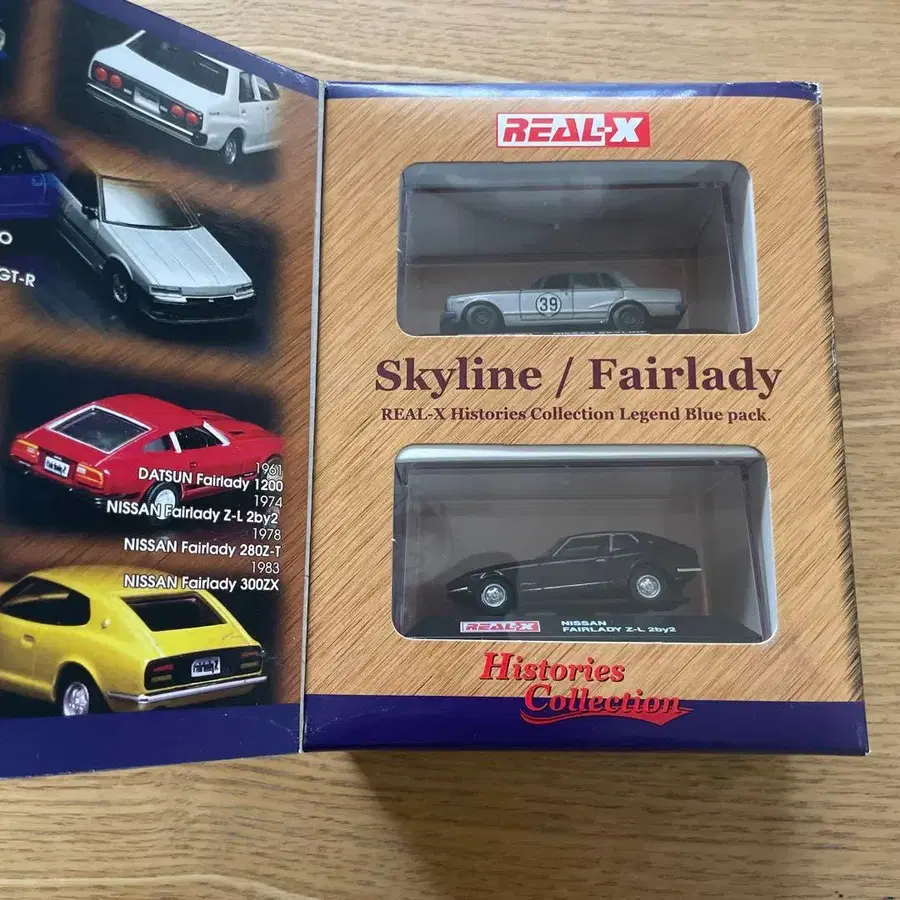 O
GT-R
1961
DATSUN Fairlady 1200
1974
NISSAN Fairlady Z-L 2by2
1978
NISSAN Fairlady 280Z-T
1983
NISSAN Fairlady 300ZX
REAL-X
39
Skyline / Fairlady
REAL-X Histories Collection Legend Blue pack.
REAL-X
NISSAN
FAIRLADY Z-L 2by2
Histories
Collection